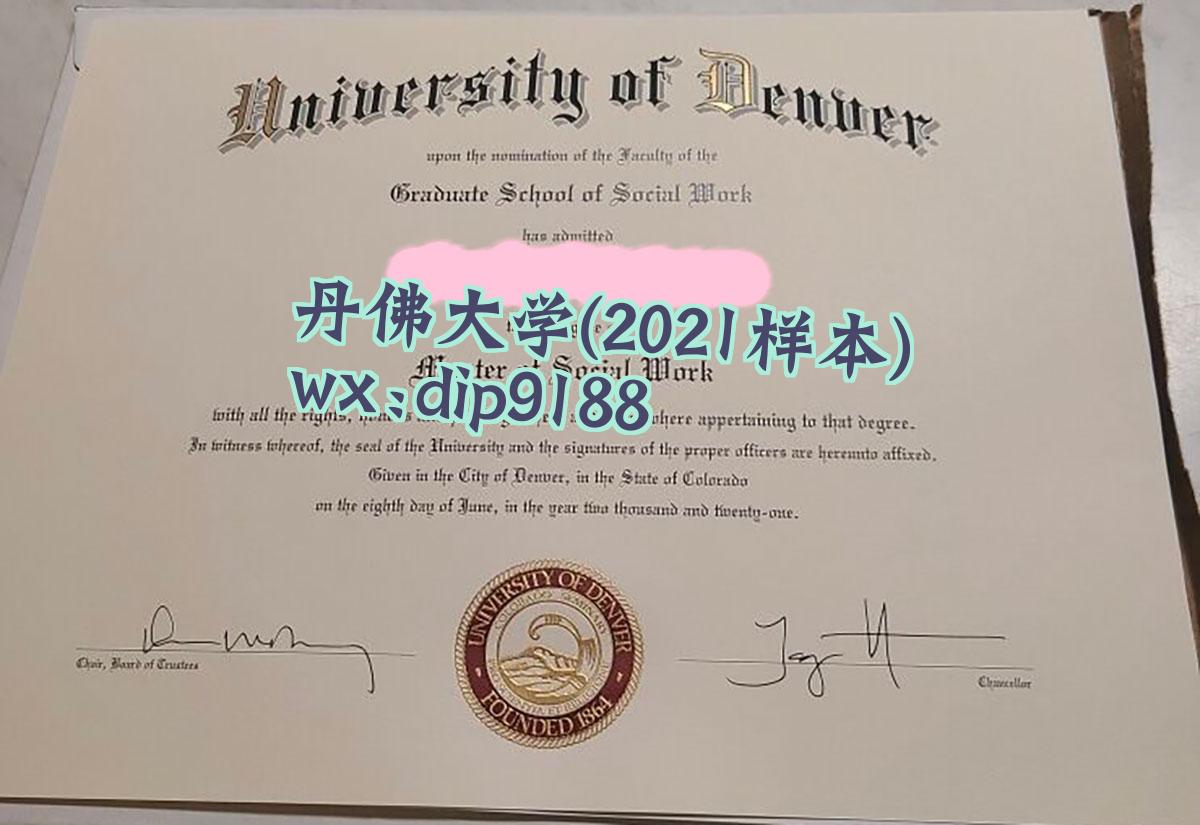 University of Denver
upon the nomination of the Faculty of the
Graduate School of Social Work
has admitted
丹佛大学(2021样本)
Master of Social Work
wx:dip9188
with all the rights, appertaining to that degree.
In witness whereof, the seal of the University and the signatures of the proper officers are hereunto affixed.
Given in the City of Denver, in the State of Colorado
on the eighth day of June, in the year two thousand and twenty-one.
UNIVERSITY OF DENVER
COLORADO SEMINARY
FOUNDED 1864
Chair, Board of Trustees
Chancellor